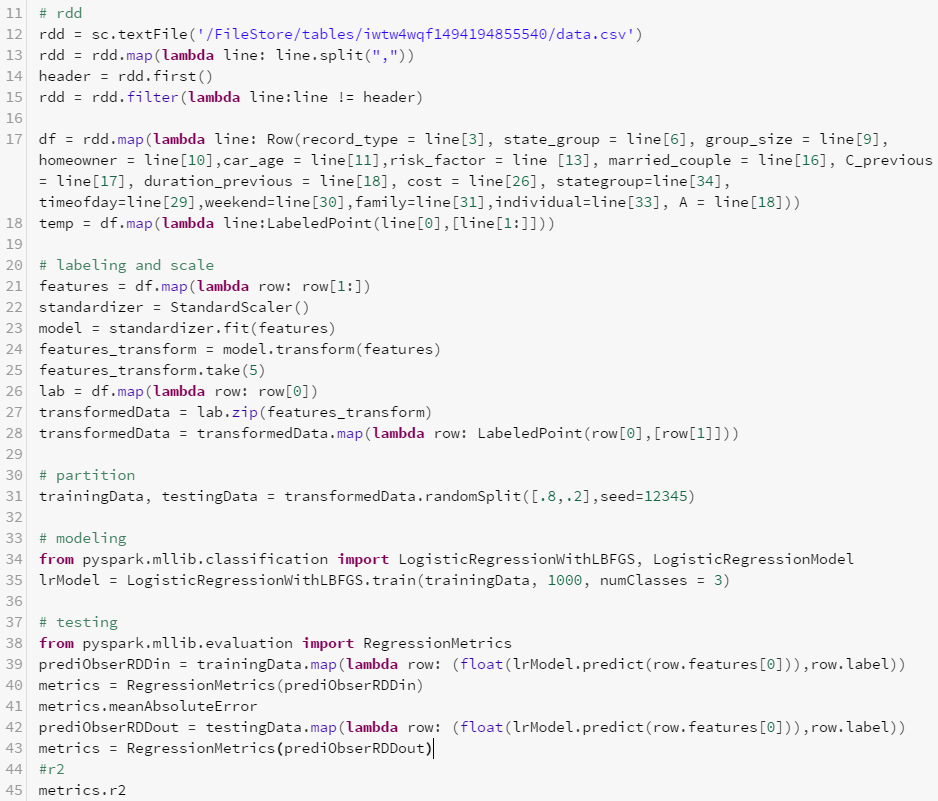 11 # rdd
12 rdd = sc.textFile('/FileStore/tables/iwtw4wqf1494194855540/data.csv')
13 rdd = rdd.map(lambda line: line.split(","))
14 header = rdd.first()
15 rdd = rdd.filter(lambda line:line != header)
16
17 df = rdd.map(lambda line: Row(record_type = line[3], state_group = line[6], group_size = line[9],
homeowner = line[10],car_age = line[11],risk_factor = line [13], married_couple = line[16], C_previous
= line[17], duration_previous = line[18], cost = line[26], stategroup=line[34],
timeofday=line[29],weekend=line[30],family=line[31],individual=line[33], A = line[18]))
18 temp = df.map(lambda line:LabeledPoint(line[0],[line[1:]]))
19
20 # labeling and scale
21 features = df.map(lambda row: row[1:])
22 standardizer = StandardScaler()
23 model = standardizer.fit(features)
24 features_transform = model.transform(features)
25 features_transform.take(5)
26 lab = df.map(lambda row: row[0])
27 transformedData = lab.zip(features_transform)
28 transformedData = transformedData.map(lambda row: LabeledPoint(row[0],[row[1]]))
29
30 # partition
31 trainingData, testingData = transformedData.randomSplit([.8,.2],seed=12345)
32
33 # modeling
34 from pyspark.mllib.classification import LogisticRegressionWithLBFGS, LogisticRegressionModel
35 lrModel = LogisticRegressionWithLBFGS.train(trainingData, 1000, numClasses = 3)
36
37 # testing
38 from pyspark.mllib.evaluation import RegressionMetrics
39 prediObserRDDin = trainingData.map(lambda row: (float(lrModel.predict(row.features[0])),row.label))
40 metrics = RegressionMetrics(prediObserRDDin)
41 metrics.meanAbsoluteError
42 prediObserRDDout = testingData.map(lambda row: (float(lrModel.predict(row.features[0])),row.label))
43 metrics = RegressionMetrics(prediObserRDDout)
44 #r2
45 metrics.r2